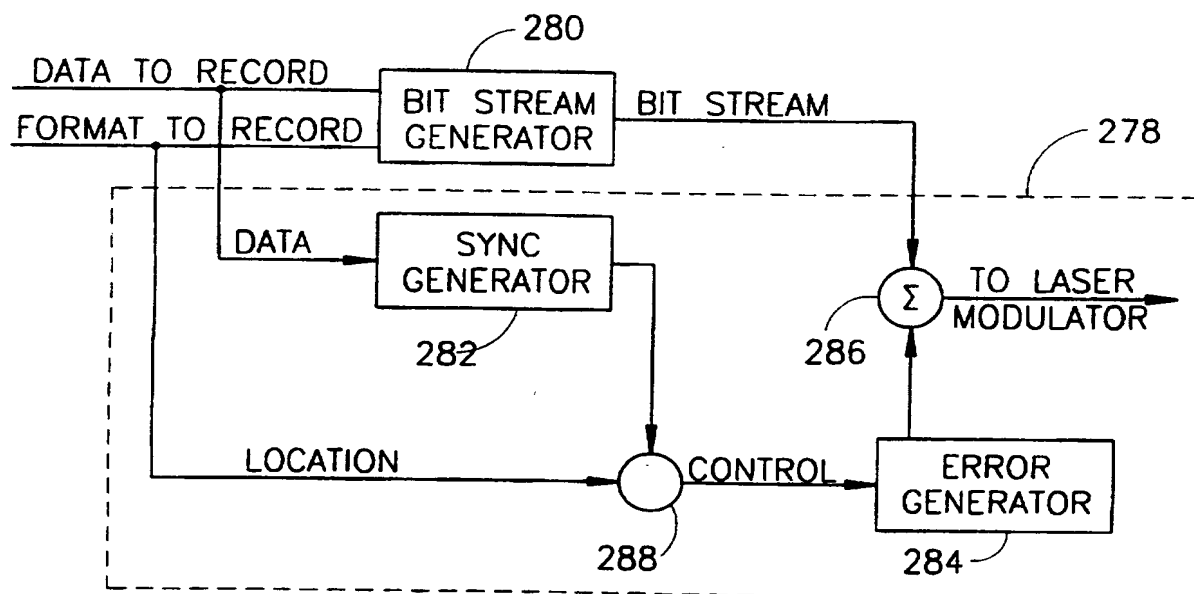 280
DATA TO RECORD
FORMAT TO RECORD
BIT STREAM
GENERATOR
BIT STREAM
278
DATA
SYNC
GENERATOR
282
Σ
286
TO LASER
MODULATOR
LOCATION
288
CONTROL
ERROR
GENERATOR
284